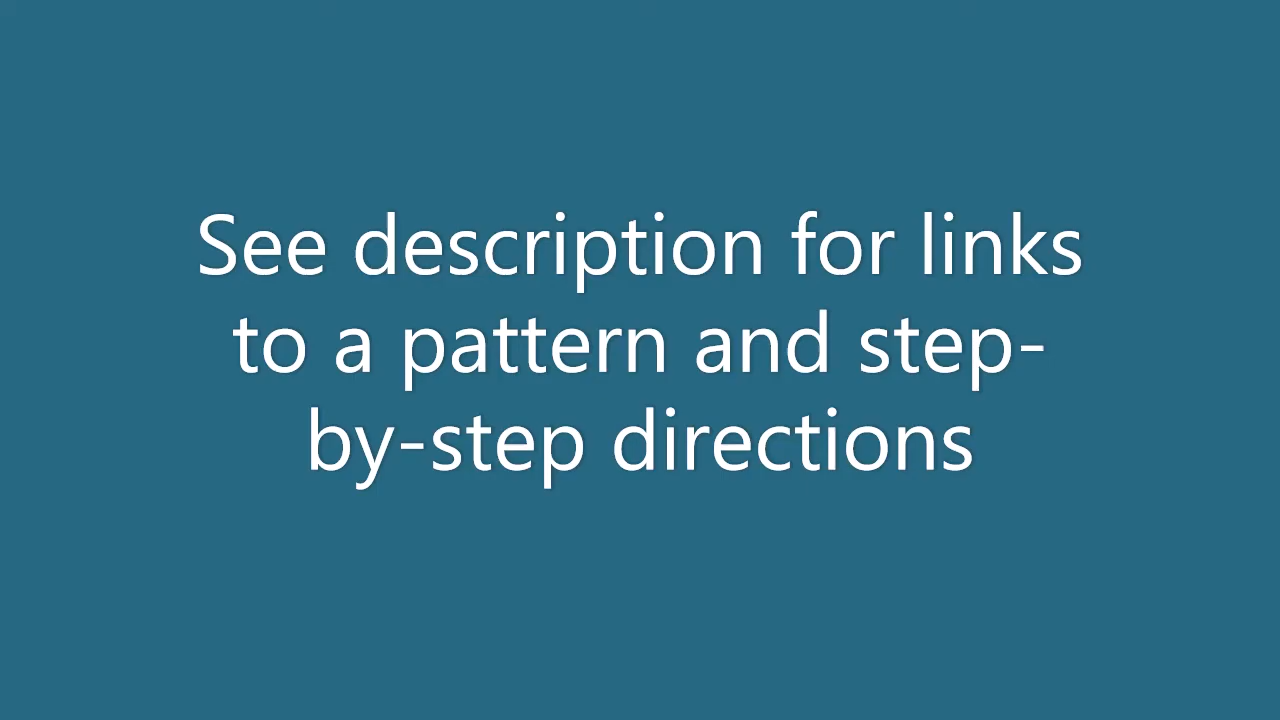 See description for links
to a pattern and step-
by-step directions